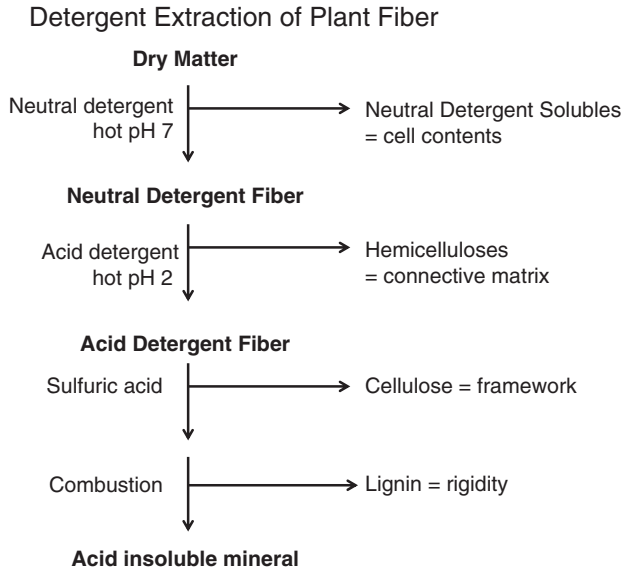 Detergent Extraction of Plant Fiber
Dry Matter
Neutral detergent
hot pH 7
Neutral Detergent Solubles
= cell contents
Neutral Detergent Fiber
Acid detergent
hot pH 2
Hemicelluloses
= connective matrix
Acid Detergent Fiber
Sulfuric acid
Cellulose = framework
Combustion
Lignin = rigidity
Acid insoluble mineral